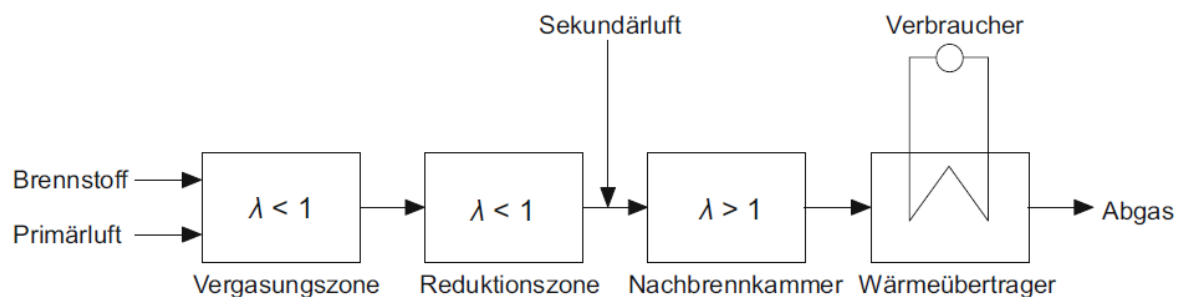 Sekundärluft
Verbraucher
Brennstoff
Primärluft
λ < 1
λ < 1
λ > 1
Abgas
Vergasungszone
Reduktionszone
Nachbrennkammer
Wärmeübertrager